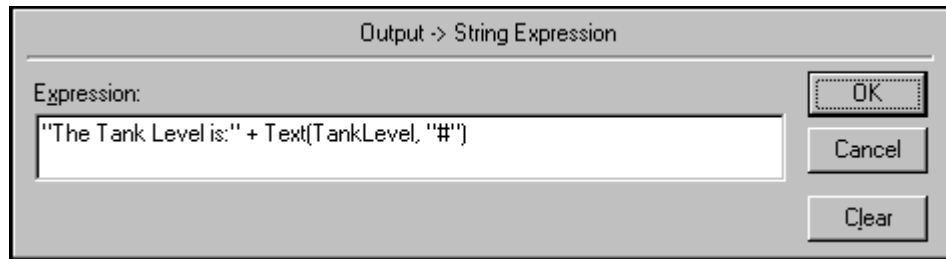 Output -> String Expression
Expression:
OK
"The Tank Level is:" + Text(TankLevel, "#")
Cancel
Clear